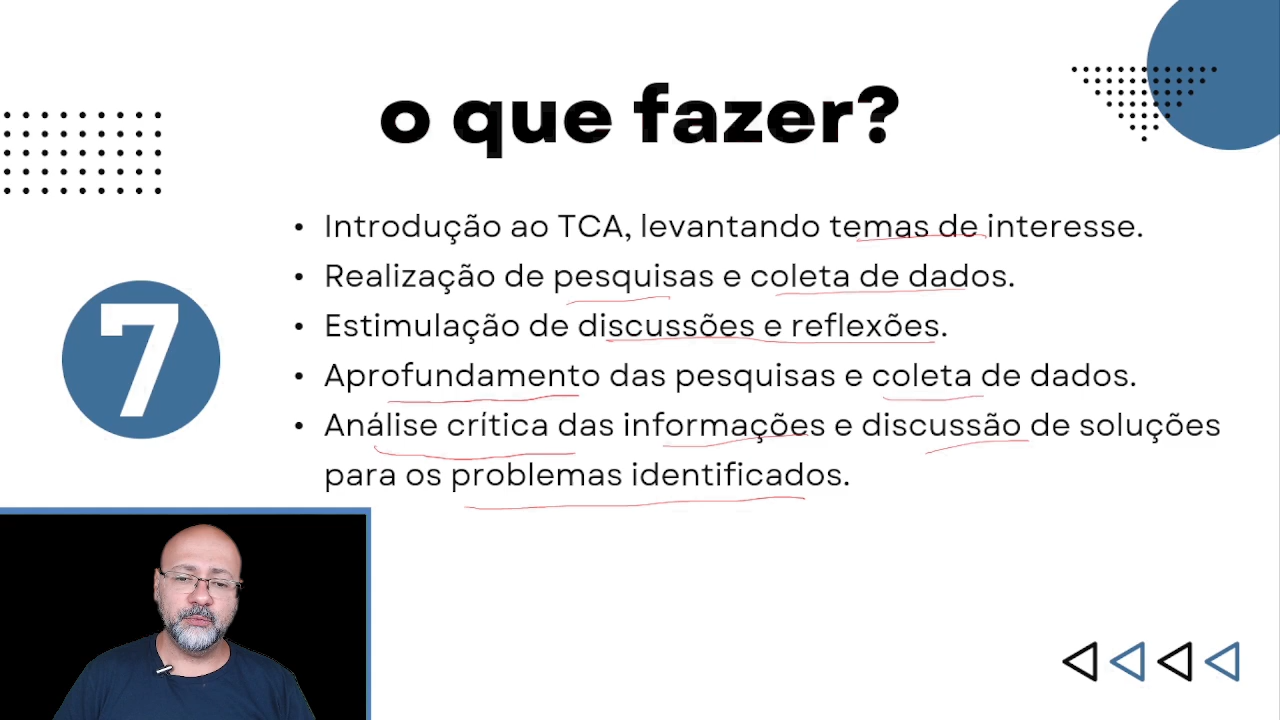 o que fazer?
7
• Introdução ao TCA, levantando temas de interesse.
• Realização de pesquisas e coleta de dados.
• Estimulação de discussões e reflexões.
• Aprofundamento das pesquisas e coleta de dados.
• Análise crítica das informações e discussão de soluções
para os problemas identificados.